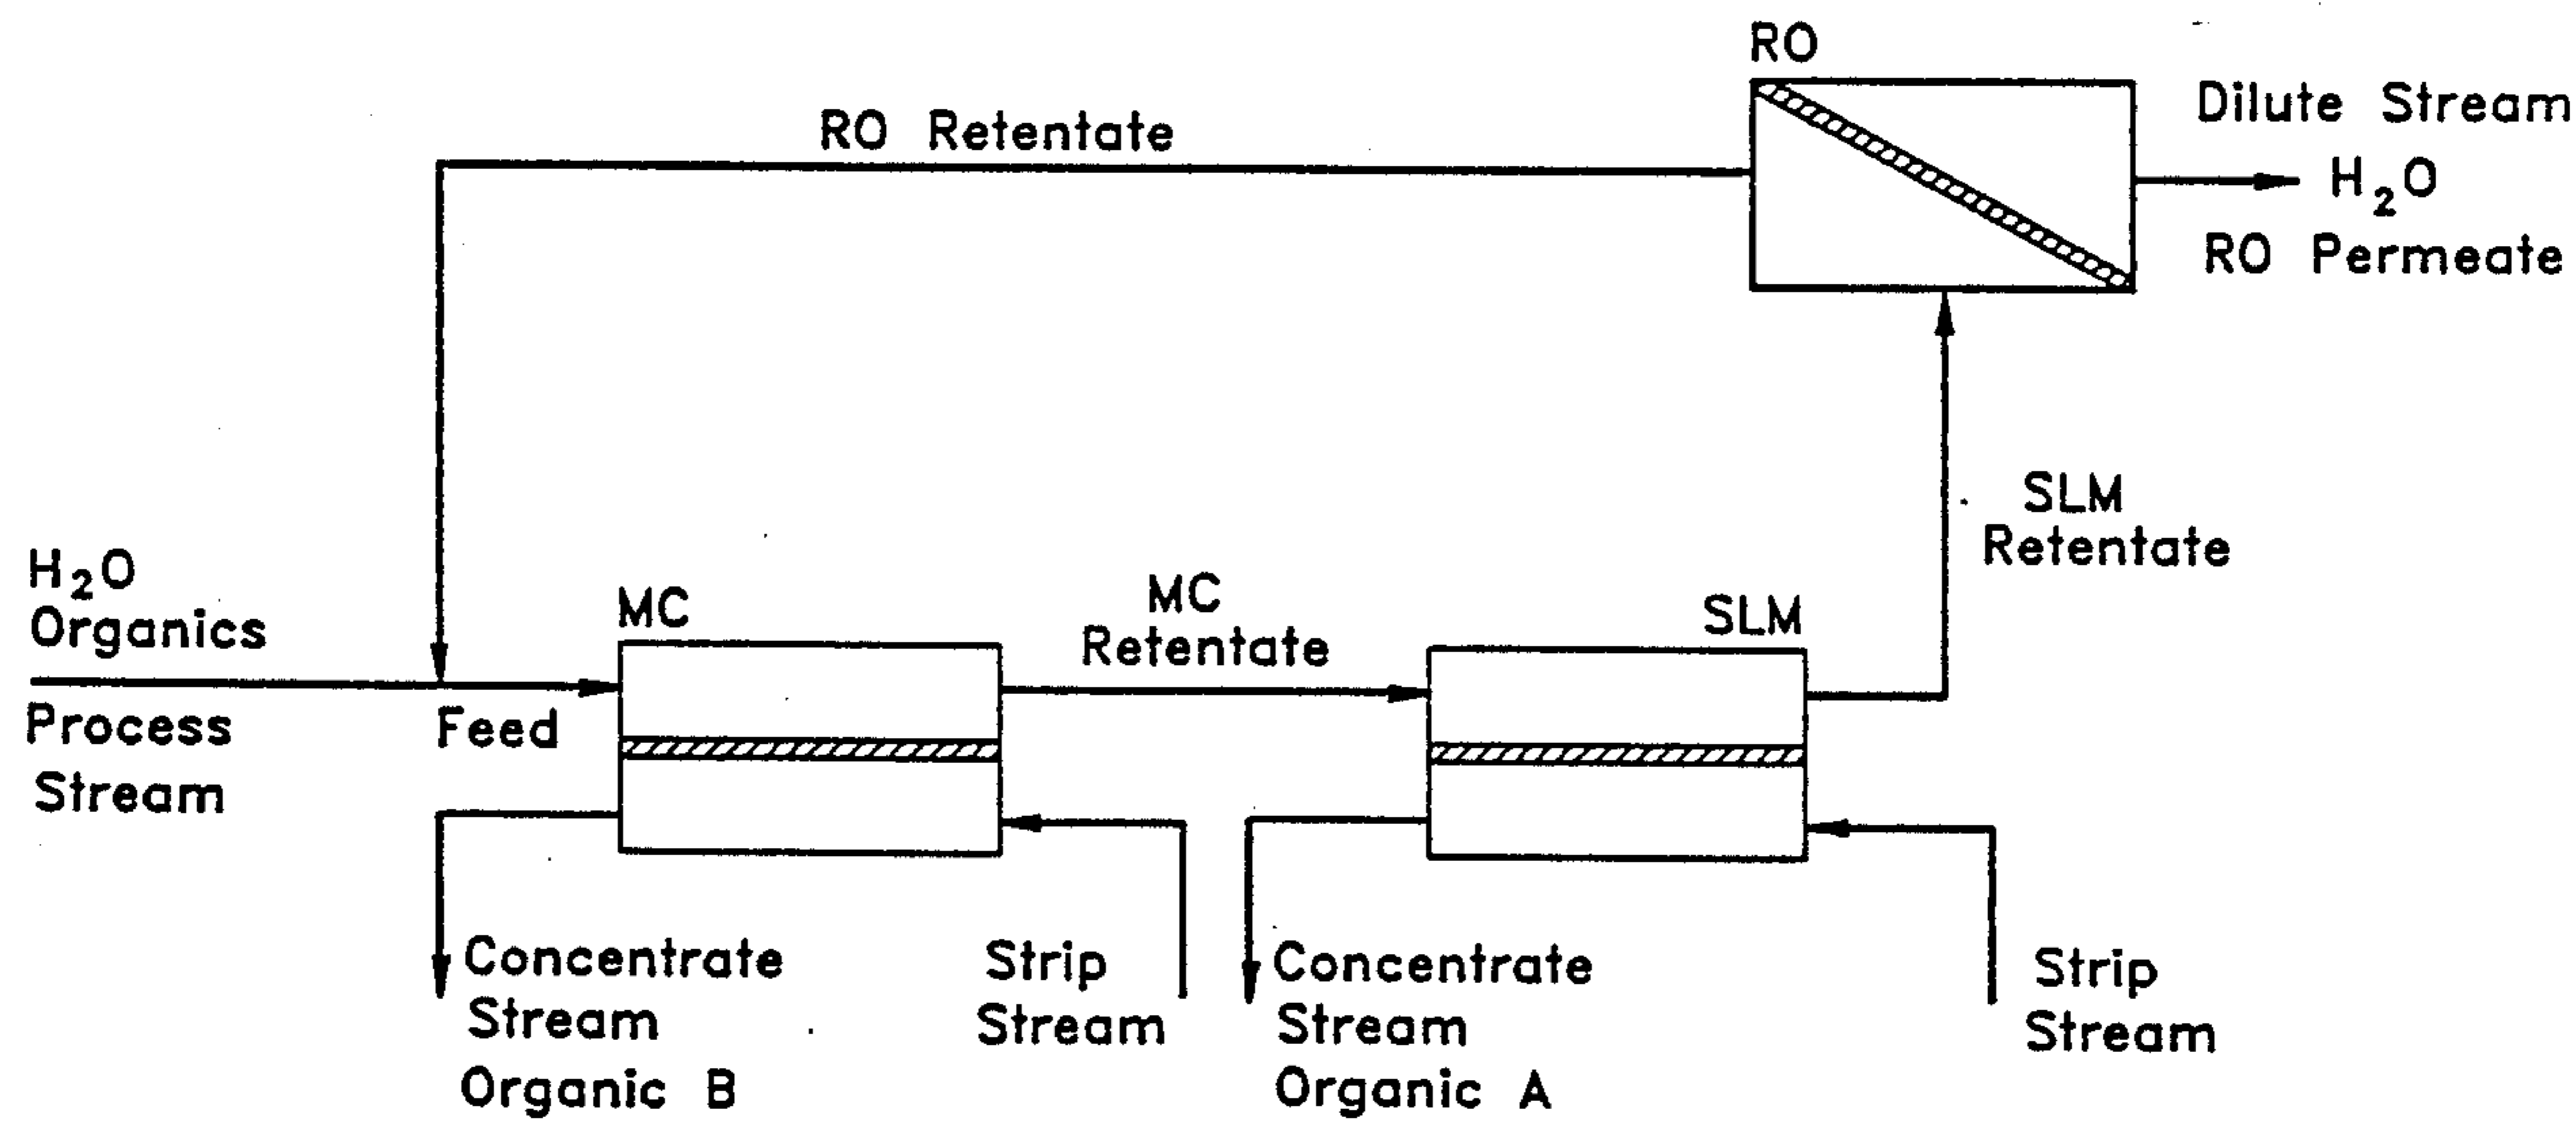 RO
Dilute Stream
RO Retentate
H₂O
RO Permeate
SLM
Retentate
H₂O
Organics
MC
MC
Retentate
SLM
Process
Stream
Feed
Concentrate
Stream
Organic B
Strip
Stream
Concentrate
Stream
Organic A
Strip
Stream